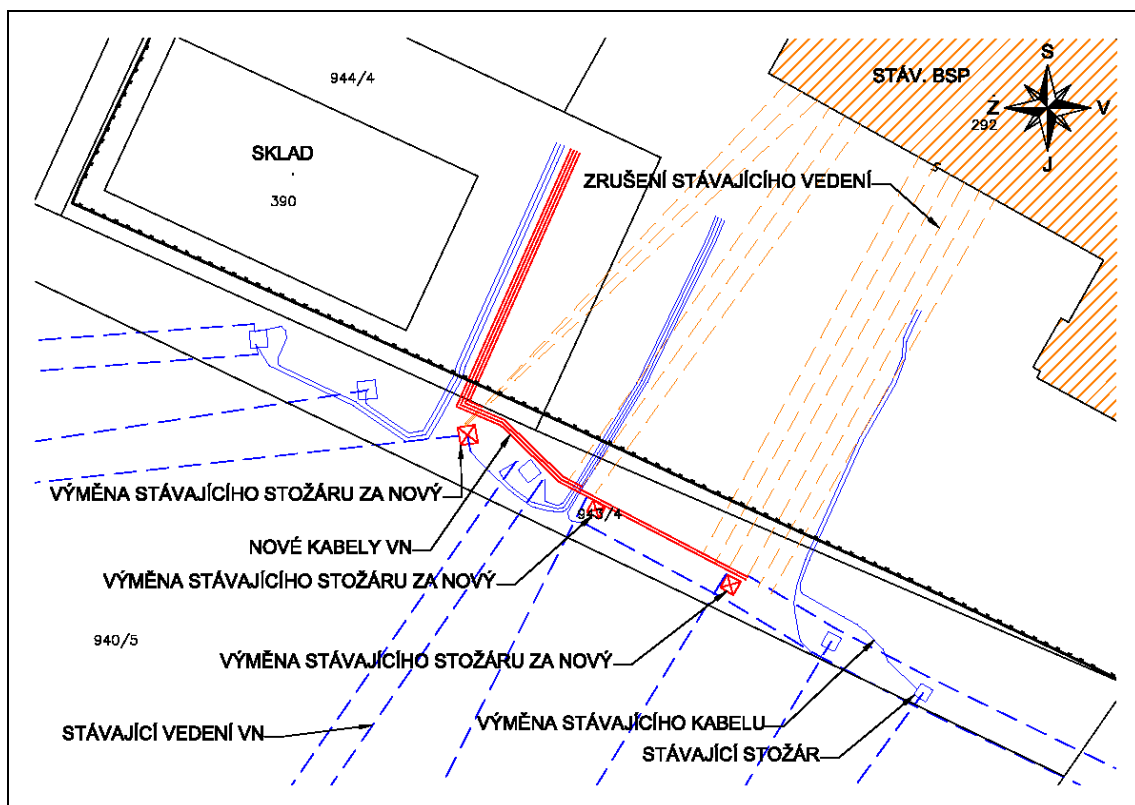 944/4
STÁV. BSP
S
Ž
V
292
J
SKLAD
390
ZRUŠENÍ STÁVAJÍCÍHO VEDENÍ
VÝMĚNA STÁVAJÍCÍHO STOŽÁRU ZA NOVÝ
943/4
NOVÉ KABELY VN
VÝMĚNA STÁVAJÍCÍHO STOŽÁRU ZA NOVÝ
940/5
VÝMĚNA STÁVAJÍCÍHO STOŽÁRU ZA NOVÝ
STÁVAJÍCÍ VEDENÍ VN
VÝMĚNA STÁVAJÍCÍHO KABELU
STÁVAJÍCÍ STOŽÁR